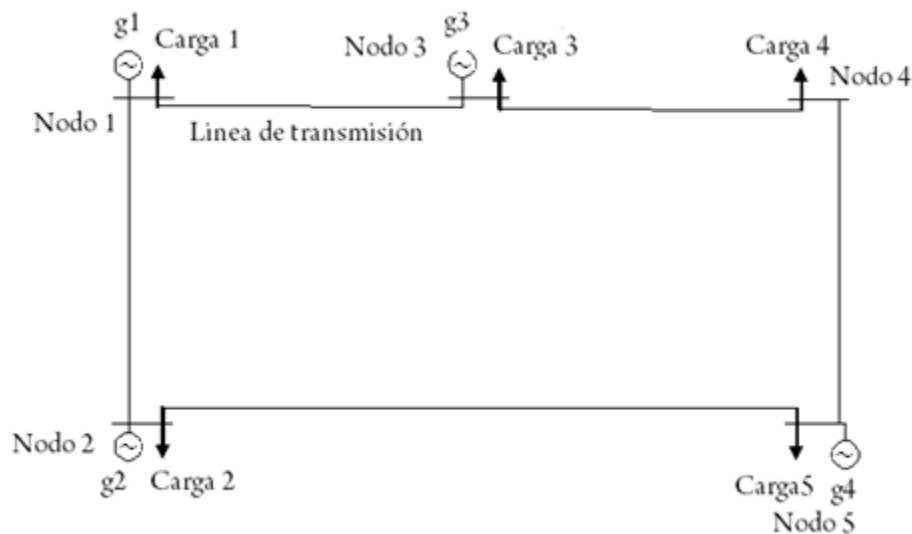 g1
Carga 1
g3
Nodo 3
Carga 3
Carga 4
Nodo 4
Nodo 1
Linea de transmisión
Nodo 2
g2
Carga 2
Carga5
g4
Nodo 5